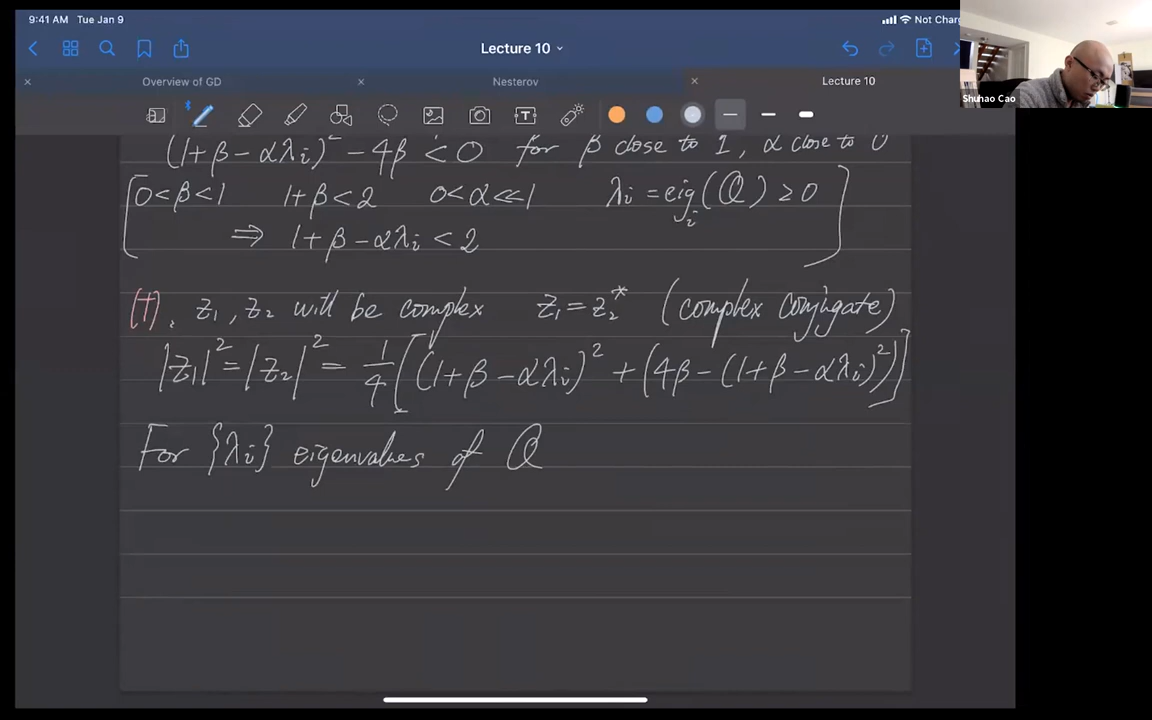 9:41 AM Tue Jan 9
Not Charg
Lecture 10
Overview of GD
Nesterov
Lecture 10
Shuhao Cao
(1+β−αλi)² − 4β < 0 for β close to 1, α close to 0
[0<β<1 1+β<2 0<α≪1 λi = eigi(Q) ≥ 0
⇒ 1+β−αλi < 2]
(†). z1, z2 will be complex z1 = z2* (complex conjugate)
|z1|² = |z2|² = 1/4 [(1+β−αλi)² + (4β − (1+β−αλi)²)]
For {λi} eigenvalues of Q